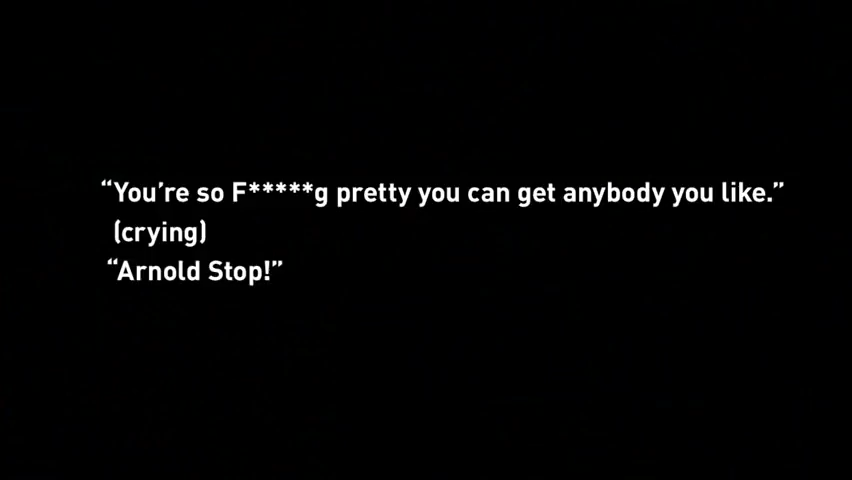 “You’re so F*****g pretty you can get anybody you like.”
(crying)
“Arnold Stop!”